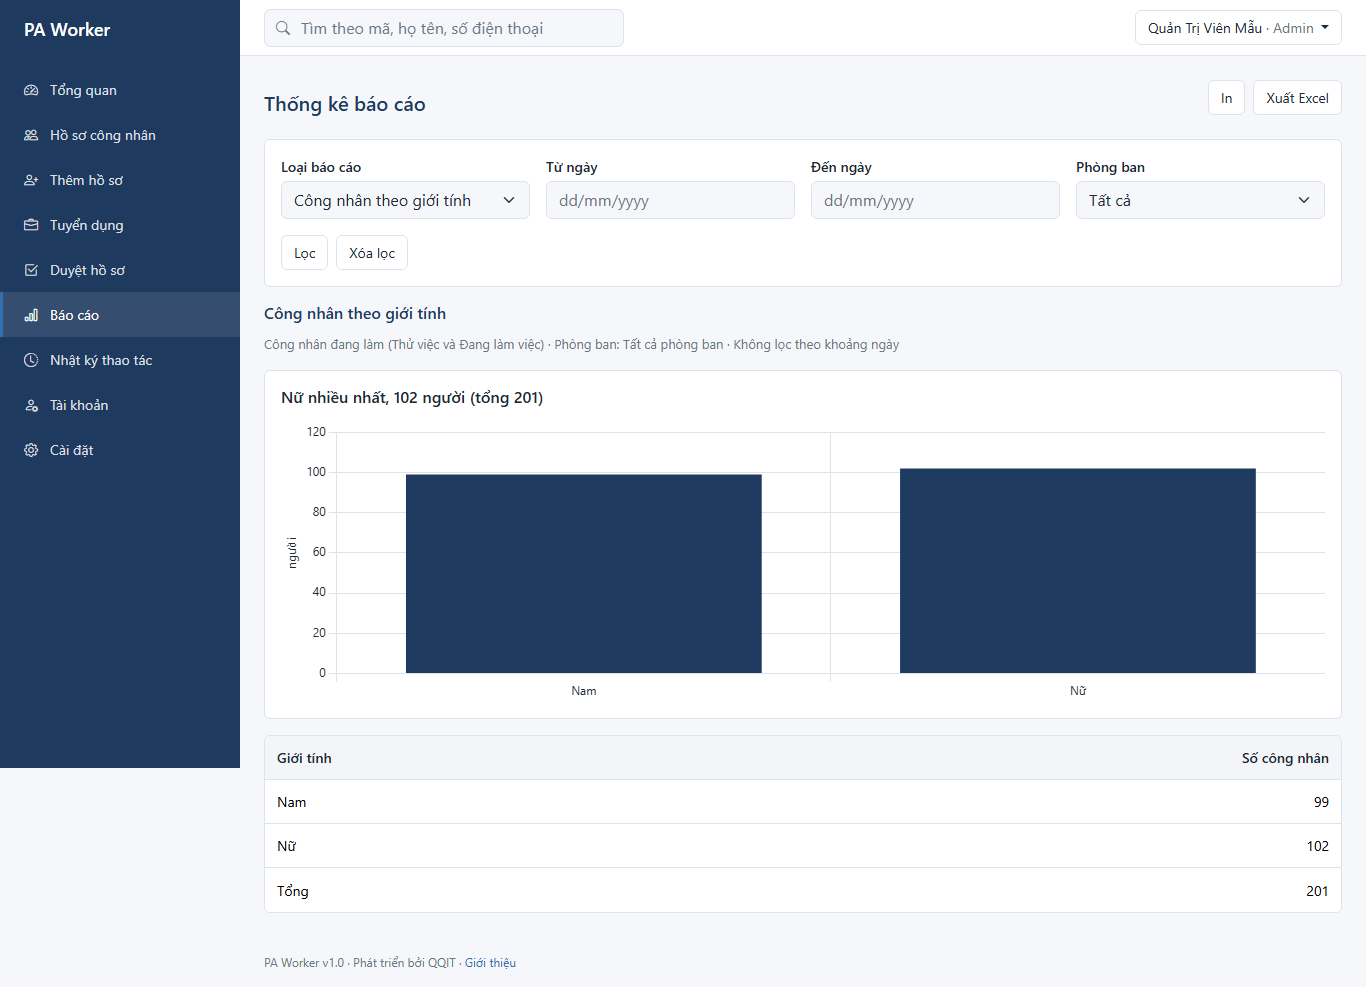 PA Worker
Tìm theo mã, họ tên, số điện thoại
Quản Trị Viên Mẫu · Admin
Tổng quan
Hồ sơ công nhân
Thêm hồ sơ
Tuyển dụng
Duyệt hồ sơ
Báo cáo
Nhật ký thao tác
Tài khoản
Cài đặt
Thống kê báo cáo
In
Xuất Excel
Loại báo cáo
Từ ngày
Đến ngày
Phòng ban
Công nhân theo giới tính
dd/mm/yyyy
dd/mm/yyyy
Tất cả
Lọc
Xóa lọc
Công nhân theo giới tính
Công nhân đang làm (Thử việc và Đang làm việc) · Phòng ban: Tất cả phòng ban · Không lọc theo khoảng ngày
Nữ nhiều nhất, 102 người (tổng 201)
120
100
80
60
40
20
0
người
Nam
Nữ
Giới tính
Số công nhân
Nam
99
Nữ
102
Tổng
201
PA Worker v1.0 · Phát triển bởi QQIT · Giới thiệu